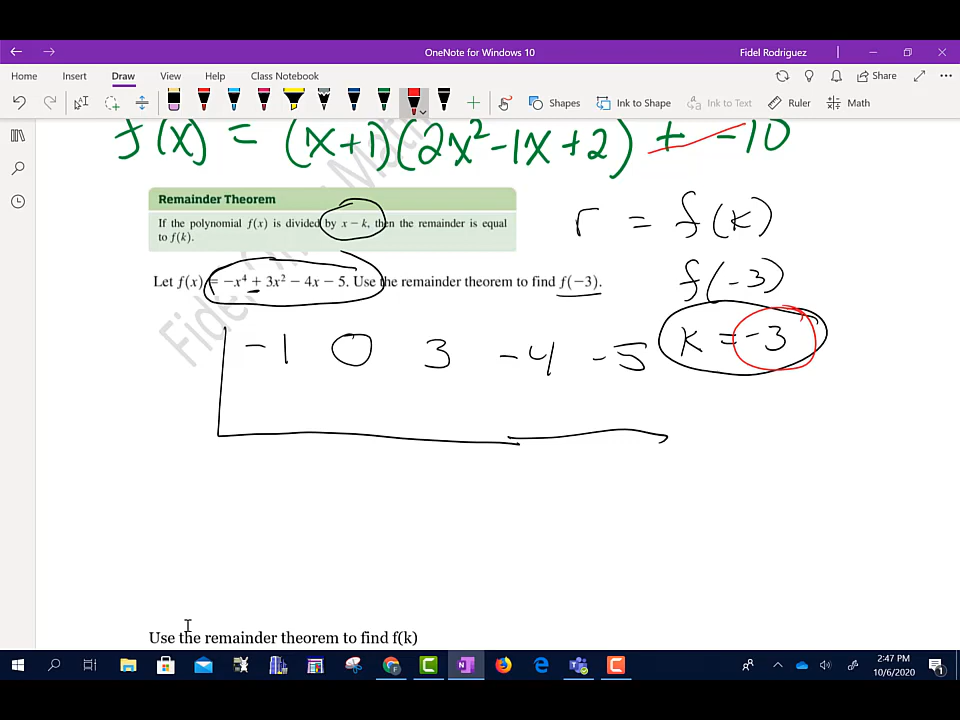 OneNote for Windows 10
Fidel Rodriguez
Home Insert Draw View Help Class Notebook
Share
Shapes
Ink to Shape
Ink to Text
Ruler
Math
f(x) = (x+1)(2x²-1x+2) + -10
Remainder Theorem
If the polynomial f(x) is divided by x − k, then the remainder is equal
to f(k).
r = f(k)
Let f(x) = −x⁴ + 3x² − 4x − 5. Use the remainder theorem to find f(−3).
f(-3)
k = -3
-1 0 3 -4 -5
Use the remainder theorem to find f(k)
2:47 PM
10/6/2020